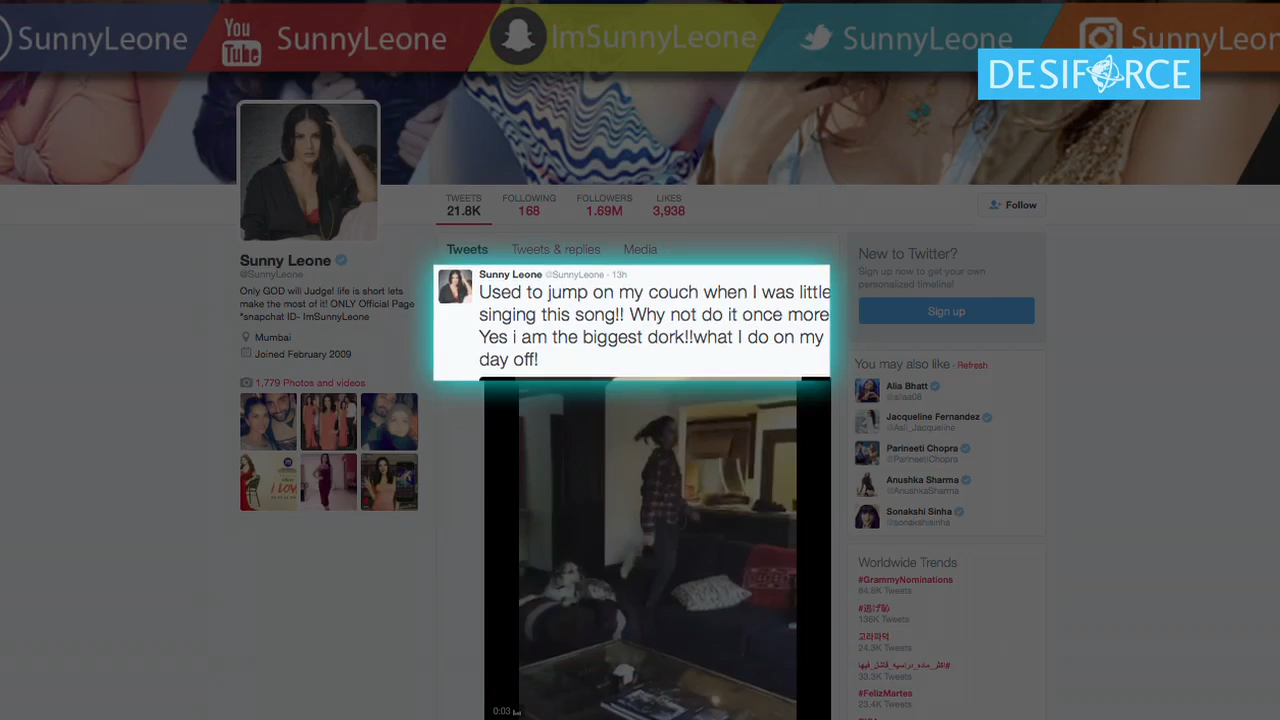 SunnyLeone
You Tube SunnyLeone
ImSunnyLeone
SunnyLeone
SunnyLeon
DESIFORCE
TWEETS
21.8K
FOLLOWING
168
FOLLOWERS
1.69M
LIKES
3,938
Follow
Sunny Leone
@SunnyLeone
Only GOD will Judge! life is short lets
make the most of it! ONLY Official Page
*snapchat ID- ImSunnyLeone
Mumbai
Joined February 2009
1,779 Photos and videos
Tweets Tweets & replies Media
Sunny Leone @SunnyLeone · 13h
Used to jump on my couch when I was little
singing this song!! Why not do it once more
Yes i am the biggest dork!!what I do on my
day off!
0:03
New to Twitter?
Sign up now to get your own
personalized timeline!
Sign up
You may also like · Refresh
Alia Bhatt
@aliaa08
Jacqueline Fernandez
@Asli_Jacqueline
Parineeti Chopra
@ParineetiChopra
Anushka Sharma
@AnushkaSharma
Sonakshi Sinha
@sonakshisinha
Worldwide Trends
#GrammyNominations
84.8K Tweets
#逃げ恥
136K Tweets
고라파덕
24.3K Tweets
#اكثر_ماده_دراسيه_فاشل_فيها
33.3K Tweets
#FelizMartes
23.4K Tweets